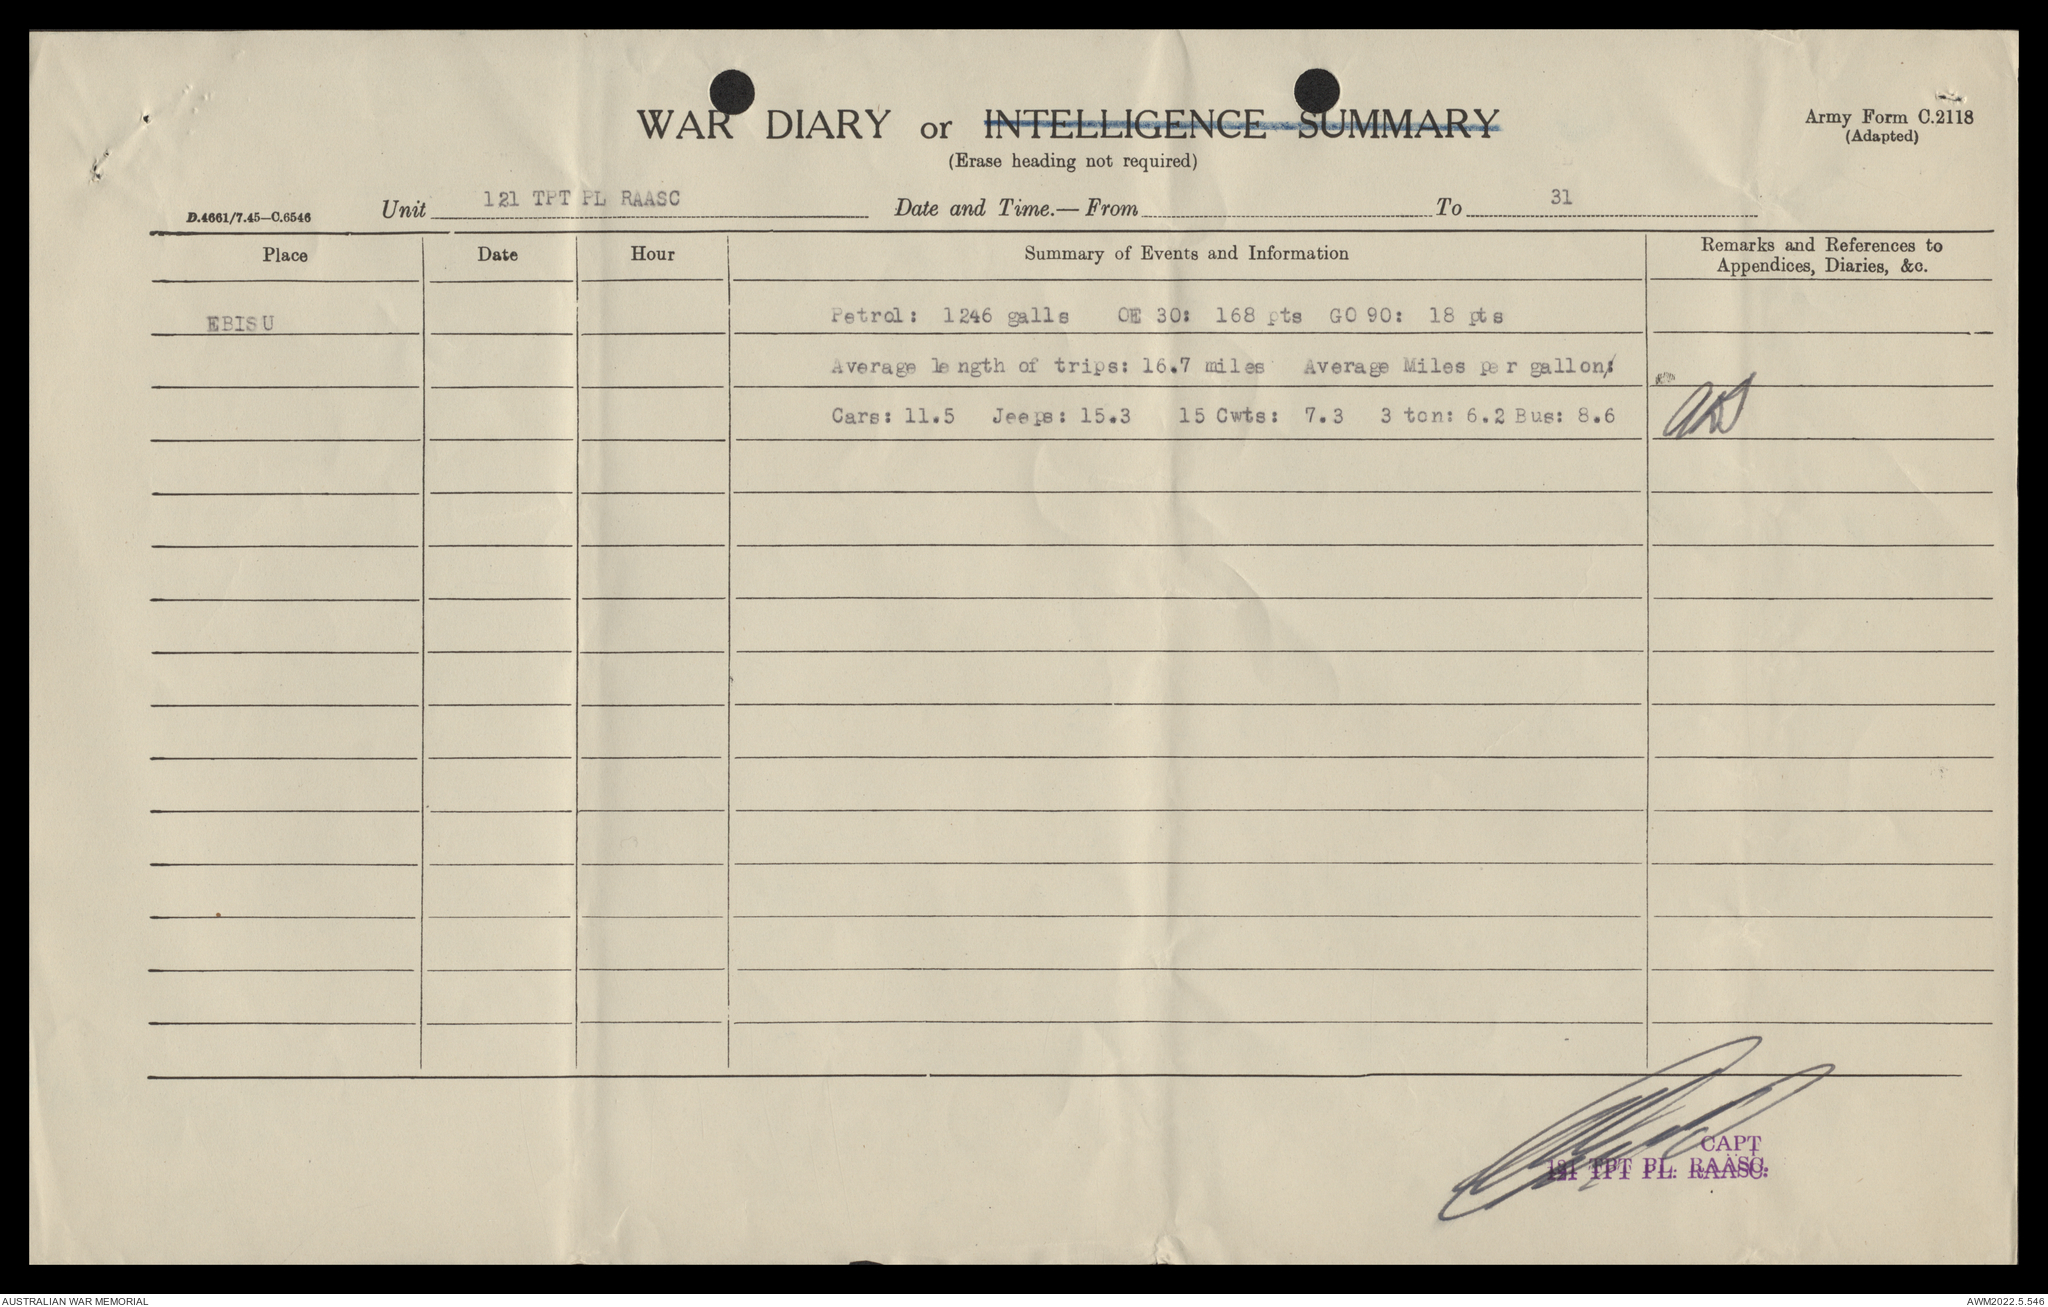 WAR DIARY or INTELLIGENCE SUMMARY
(Erase heading not required)
Army Form C.2118
(Adapted)
D.4661/7.45—C.6546
Unit 121 TPT PL RAASC Date and Time.— From To 31
Place Date Hour Summary of Events and Information Remarks and References to Appendices, Diaries, &c.
EBISU Petrol: 1246 galls OE 30: 168 pts GO 90: 18 pts
Average length of trips: 16.7 miles Average Miles per gallon:
Cars: 11.5 Jeeps: 15.3 15 Cwts: 7.3 3 ton: 6.2 Bus: 8.6
CAPT
121 TPT PL. RAASC.
AUSTRALIAN WAR MEMORIAL
AWM2022.5.546